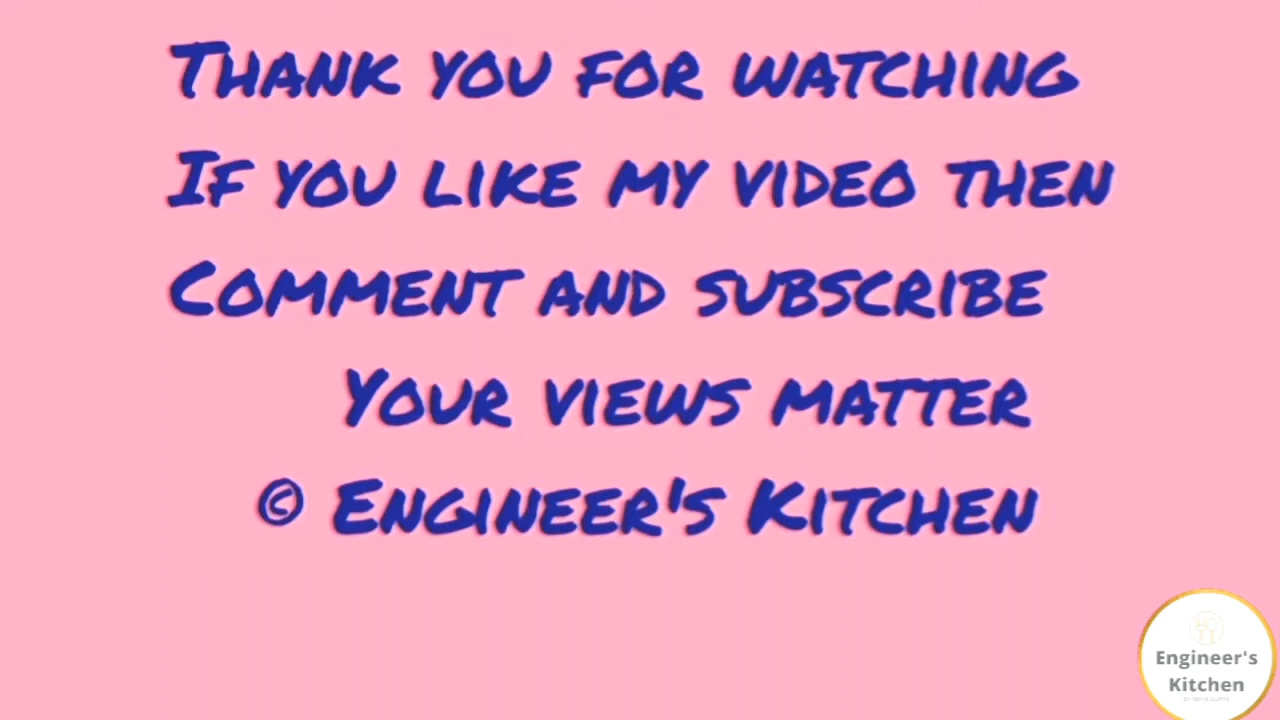 Thank you for watching
If you like my video then
Comment and subscribe
Your views matter
© Engineer's Kitchen
Engineer's
Kitchen